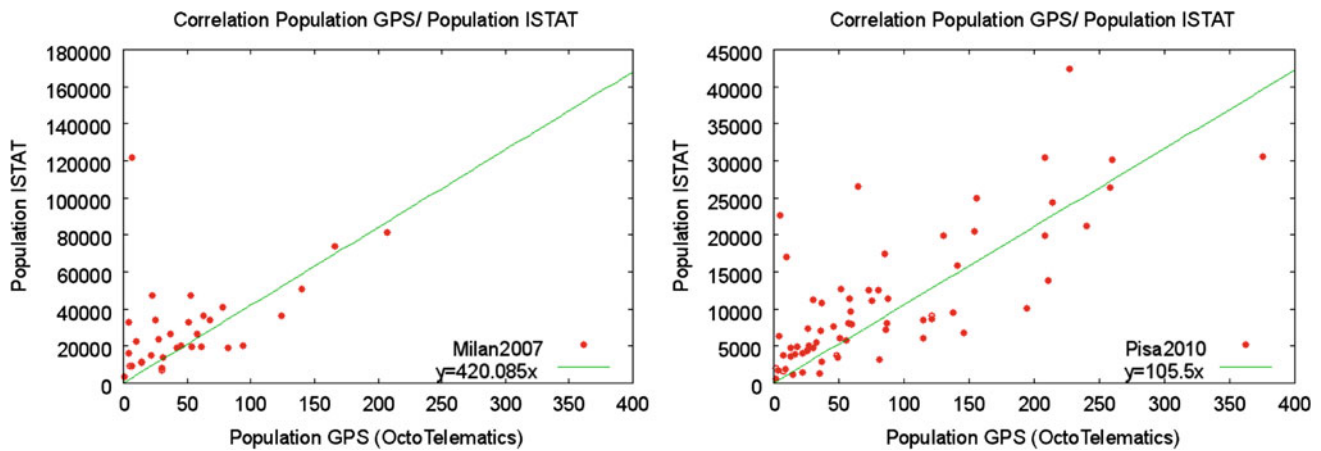 Correlation Population GPS/ Population ISTAT
180000
160000
140000
120000
100000
80000
60000
40000
20000
0
Population ISTAT
Milan2007
y=420.085x
0 50 100 150 200 250 300 350 400
Population GPS (OctoTelematics)
Correlation Population GPS/ Population ISTAT
45000
40000
35000
30000
25000
20000
15000
10000
5000
0
Population ISTAT
Pisa2010
y=105.5x
0 50 100 150 200 250 300 350 400
Population GPS (OctoTelematics)